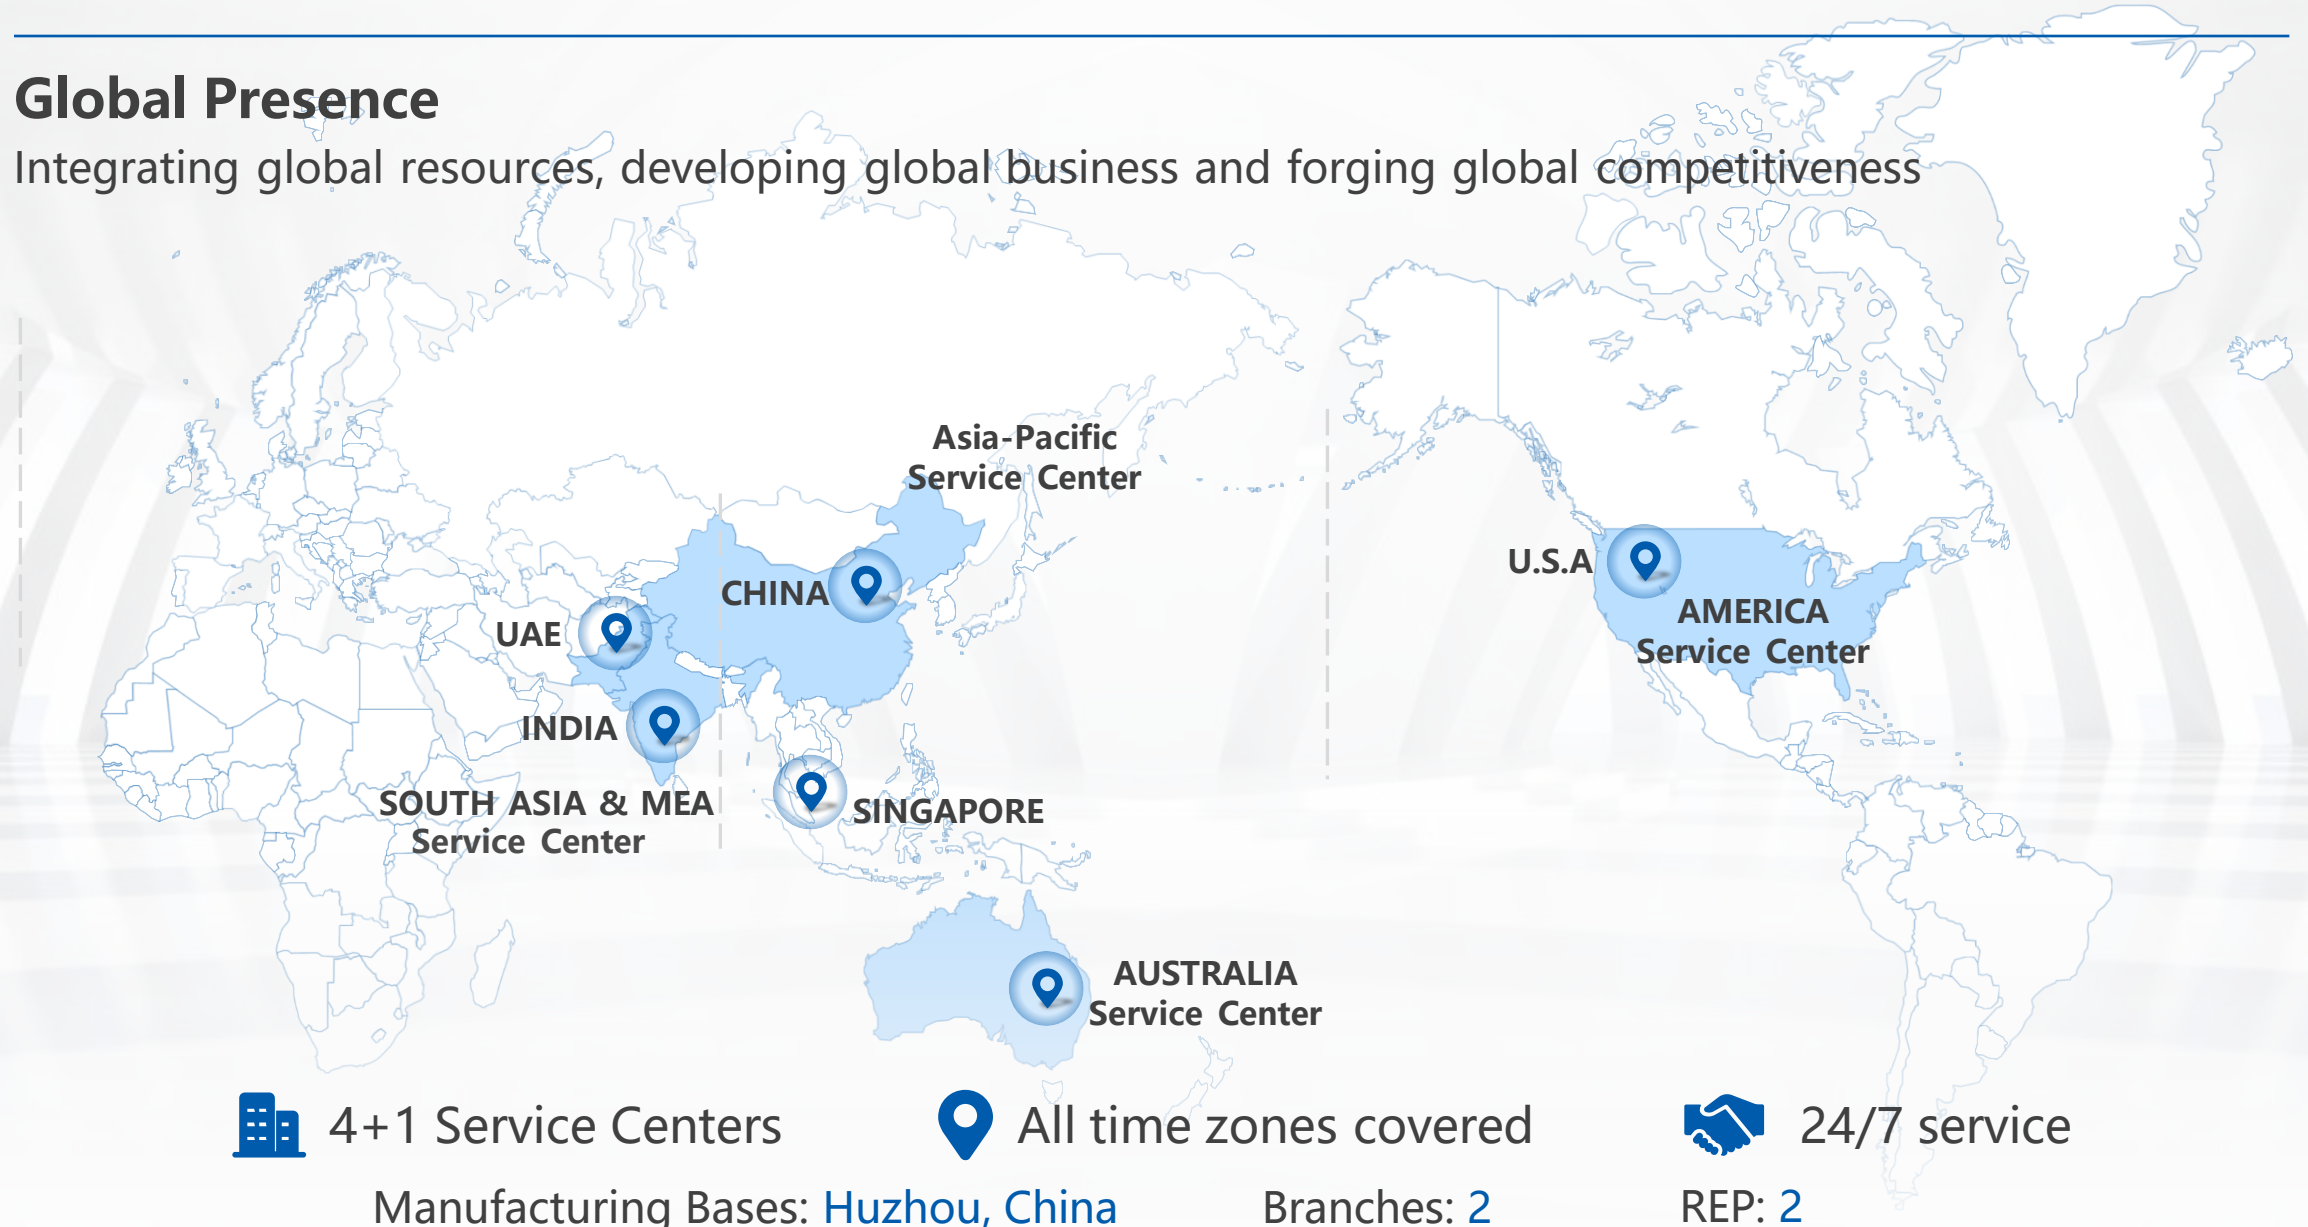 Global Presence
Integrating global resources, developing global business and forging global competitiveness
Asia-Pacific
Service Center
CHINA
U.S.A
AMERICA
Service Center
UAE
INDIA
SOUTH ASIA & MEA
Service Center
SINGAPORE
AUSTRALIA
Service Center
4+1 Service Centers
All time zones covered
24/7 service
Manufacturing Bases: Huzhou, China
Branches: 2
REP: 2